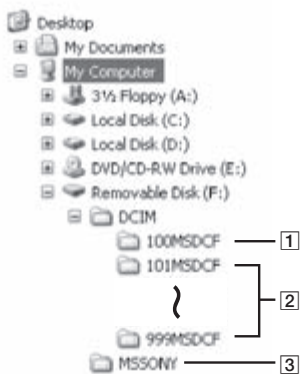 Desktop
My Documents
My Computer
3½ Floppy (A:)
Local Disk (C:)
Local Disk (D:)
DVD/CD-RW Drive (E:)
Removable Disk (F:)
DCIM
100MSDCF 1
101MSDCF
2
999MSDCF
MSSONY 3